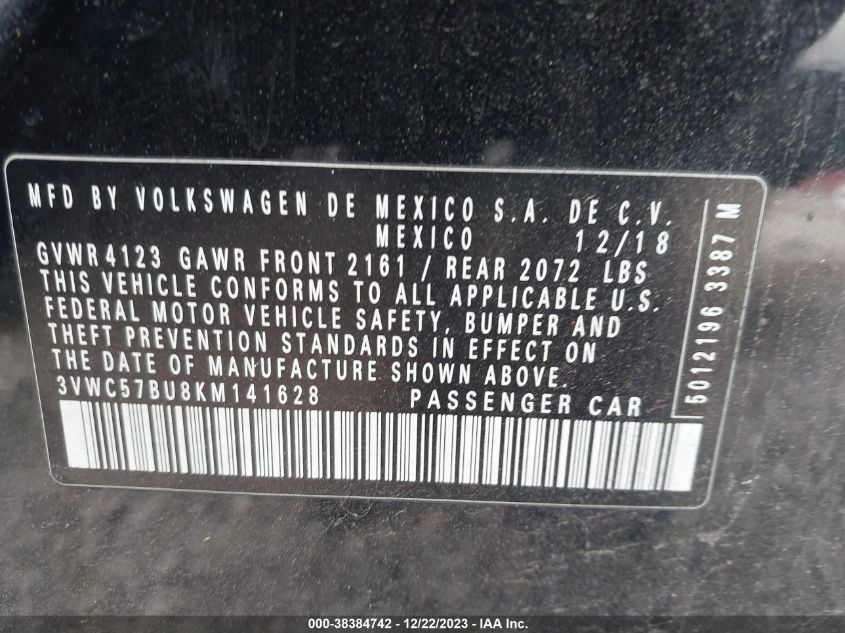 MFD BY VOLKSWAGEN DE MEXICO S.A. DE C.V.
MEXICO 12/18
GVWR 4123 GAWR FRONT 2161 / REAR 2072 LBS
THIS VEHICLE CONFORMS TO ALL APPLICABLE U.S.
FEDERAL MOTOR VEHICLE SAFETY, BUMPER AND
THEFT PREVENTION STANDARDS IN EFFECT ON
THE DATE OF MANUFACTURE SHOWN ABOVE.
3VWC57BU8KM141628 PASSENGER CAR
5012196 3387 M
000-38384742 - 12/22/2023 - IAA Inc.